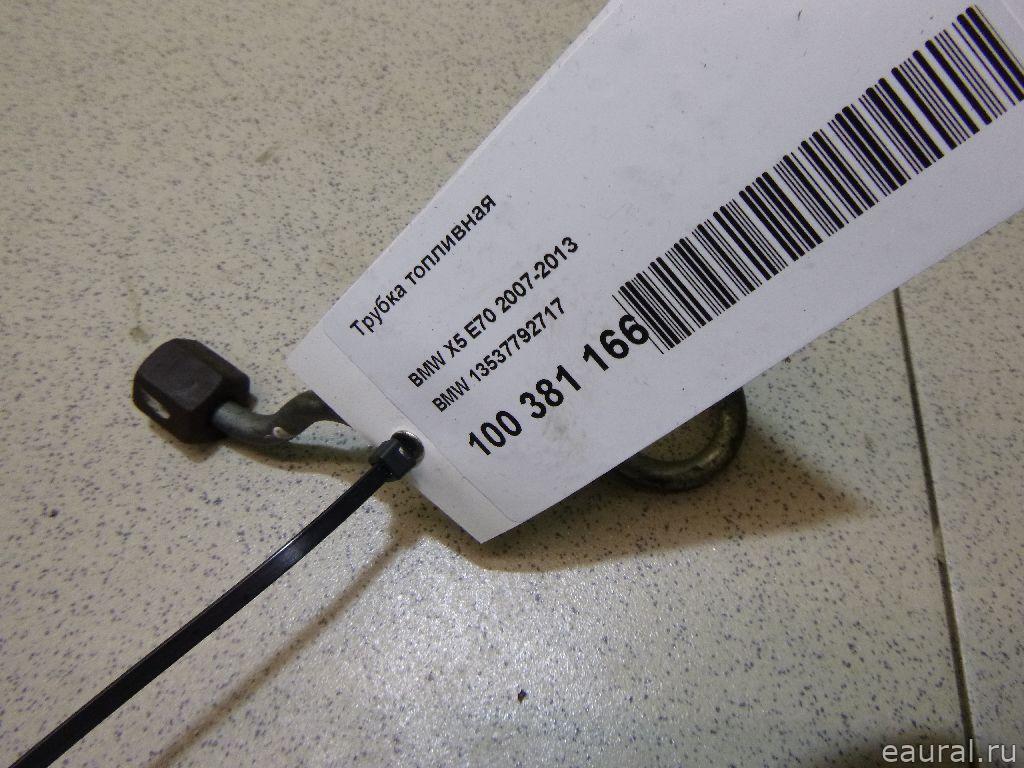 Трубка топливная
BMW X5 E70 2007-2013
BMW 13537792717
100 381 166
eaural.ru